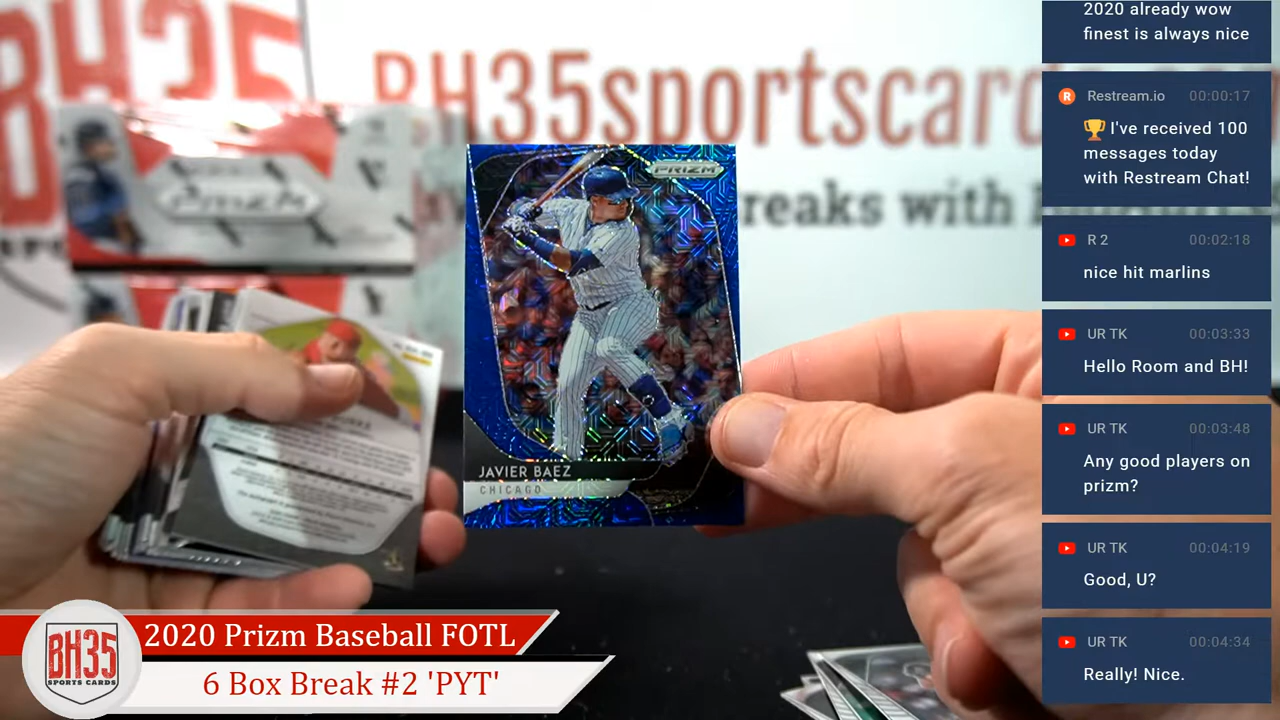 BH35sportscards
reaks with
PRIZM
PRIZM
JAVIER BAEZ
CHICAGO
BH35
SPORTS CARDS
2020 Prizm Baseball FOTL
6 Box Break #2 'PYT'
2020 already wow
finest is always nice
Restream.io 00:00:17
🏆 I've received 100
messages today
with Restream Chat!
R 2 00:02:18
nice hit marlins
UR TK 00:03:33
Hello Room and BH!
UR TK 00:03:48
Any good players on
prizm?
UR TK 00:04:19
Good, U?
UR TK 00:04:34
Really! Nice.